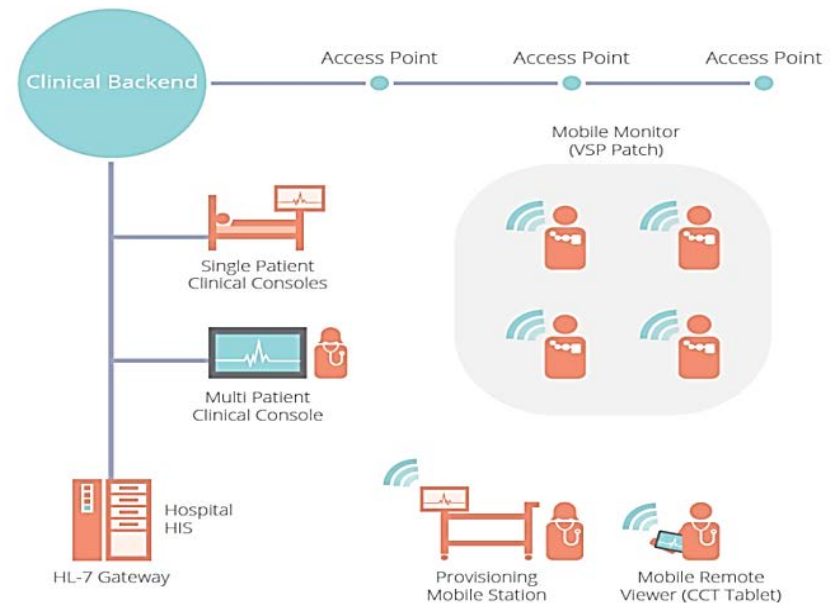 Clinical Backend
Access Point
Access Point
Access Point
Mobile Monitor
(VSP Patch)
Single Patient
Clinical Consoles
Multi Patient
Clinical Console
Hospital
HIS
HL-7 Gateway
Provisioning
Mobile Station
Mobile Remote
Viewer (CCT Tablet)